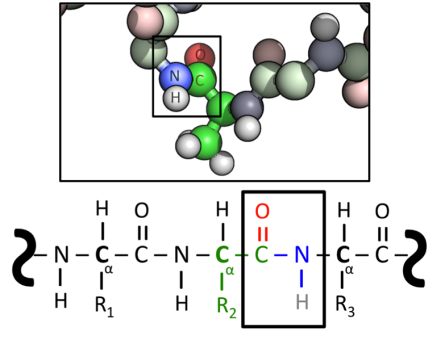 O
N C
H
H O H O H O
N C α C N C α C N C α C
H R1 H R2 H R3